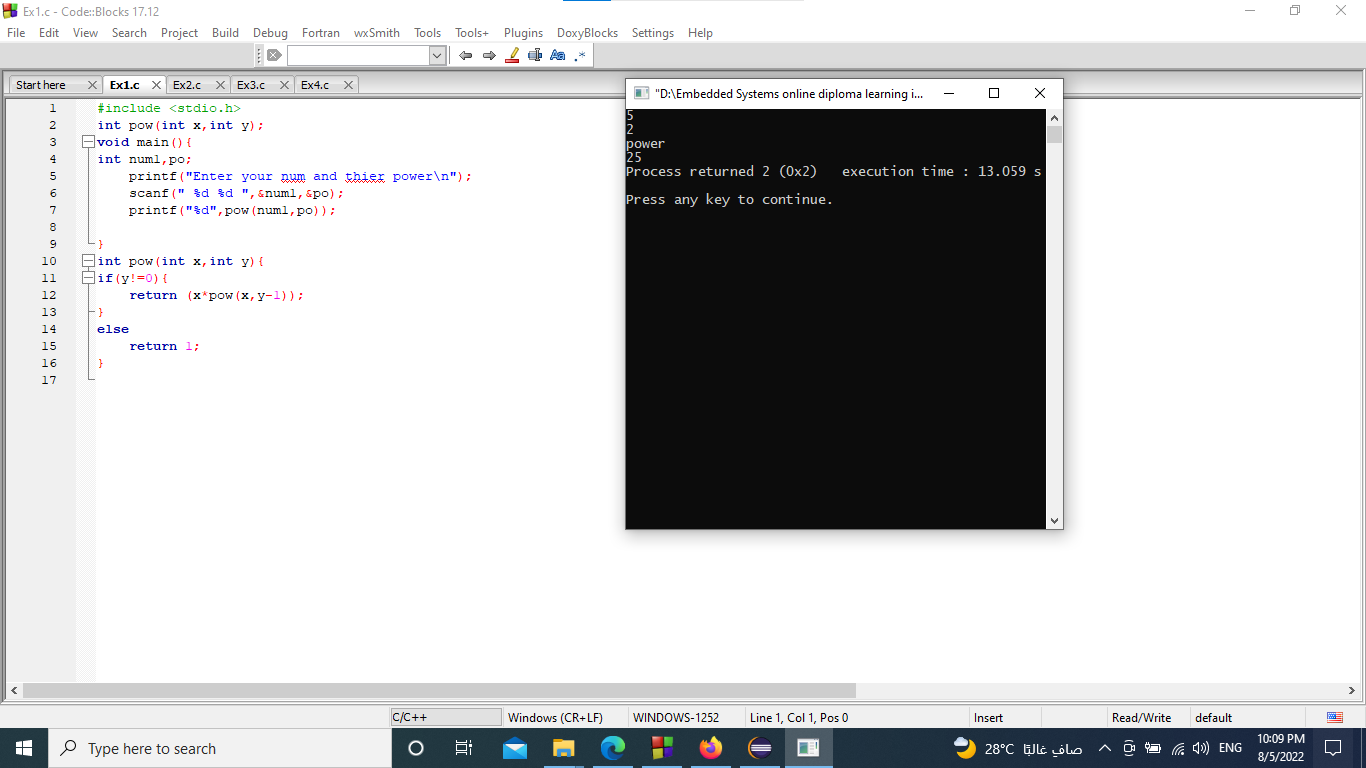 Ex1.c - Code::Blocks 17.12
File Edit View Search Project Build Debug Fortran wxSmith Tools Tools+ Plugins DoxyBlocks Settings Help
Aa .*
Start here Ex1.c Ex2.c Ex3.c Ex4.c
1 #include <stdio.h>
2 int pow(int x,int y);
3 void main(){
4 int num1,po;
5 printf("Enter your num and thier power\n");
6 scanf(" %d %d ",&num1,&po);
7 printf("%d",pow(num1,po));
8
9 }
10 int pow(int x,int y){
11 if(y!=0){
12 return (x*pow(x,y-1));
13 }
14 else
15 return 1;
16 }
17
"D:\Embedded Systems online diploma learning i...
5
2
power
25
Process returned 2 (0x2)   execution time : 13.059 s
Press any key to continue.
C/C++ Windows (CR+LF) WINDOWS-1252 Line 1, Col 1, Pos 0 Insert Read/Write default
Type here to search
28°C صافٍ غالبًا
ENG
10:09 PM
8/5/2022